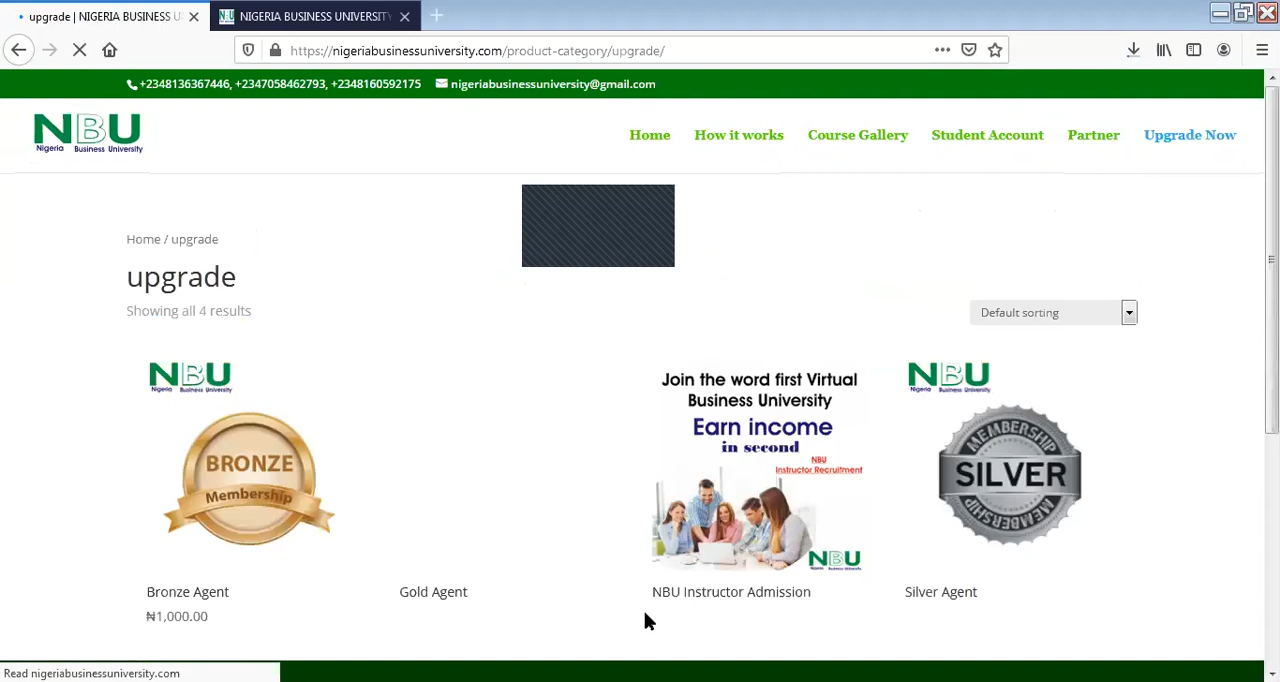 upgrade | NIGERIA BUSINESS U
NIGERIA BUSINESS UNIVERSITY
https://nigeriabusinessuniversity.com/product-category/upgrade/
+2348136367446, +2347058462793, +2348160592175
nigeriabusinessuniversity@gmail.com
NBU
Nigeria Business University
Home
How it works
Course Gallery
Student Account
Partner
Upgrade Now
Home / upgrade
upgrade
Showing all 4 results
Default sorting
NBU
Nigeria Business University
BRONZE
Membership
Bronze Agent
₦1,000.00
Gold Agent
Join the word first Virtual
Business University
Earn income
in second
NBU
Instructor Recruitment
NBU
NBU Instructor Admission
NBU
Nigeria Business University
MEMBERSHIP
SILVER
MEMBERSHIP
Silver Agent
Read nigeriabusinessuniversity.com